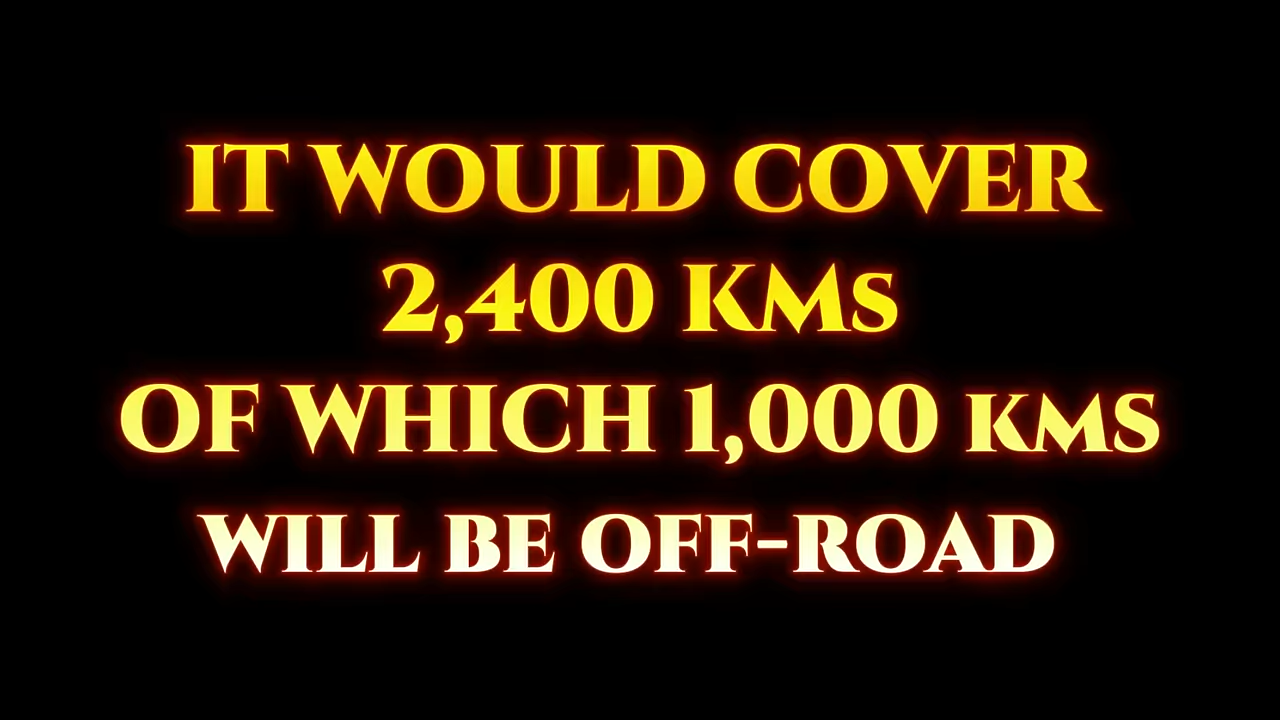 IT WOULD COVER
2,400 KMs
OF WHICH 1,000 KMS
WILL BE OFF-ROAD